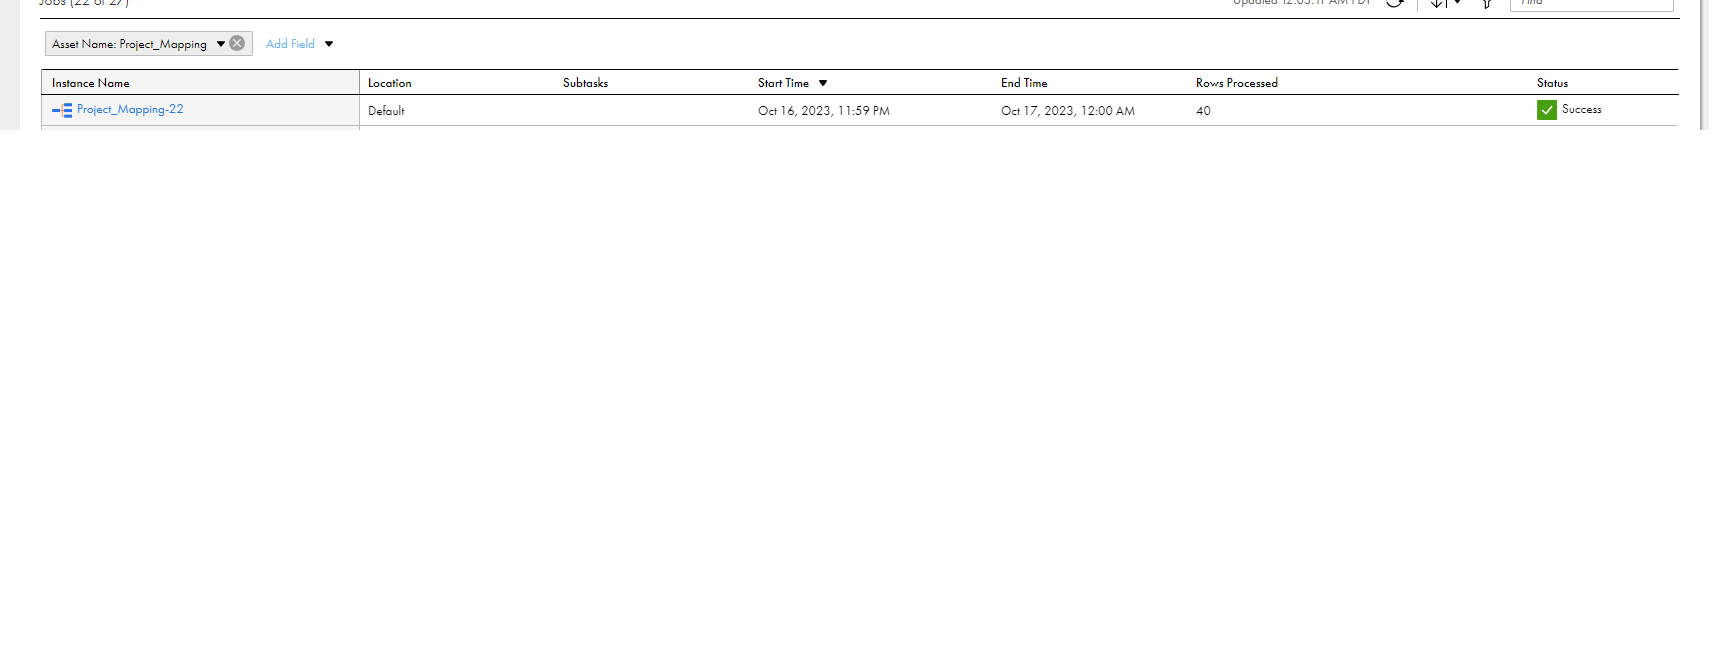 Jobs (22 of 27)
Updated 12:03:11 AM PDT
Find
Asset Name: Project_Mapping
Add Field
Instance Name Location Subtasks Start Time End Time Rows Processed Status
Project_Mapping-22 Default Oct 16, 2023, 11:59 PM Oct 17, 2023, 12:00 AM 40 Success